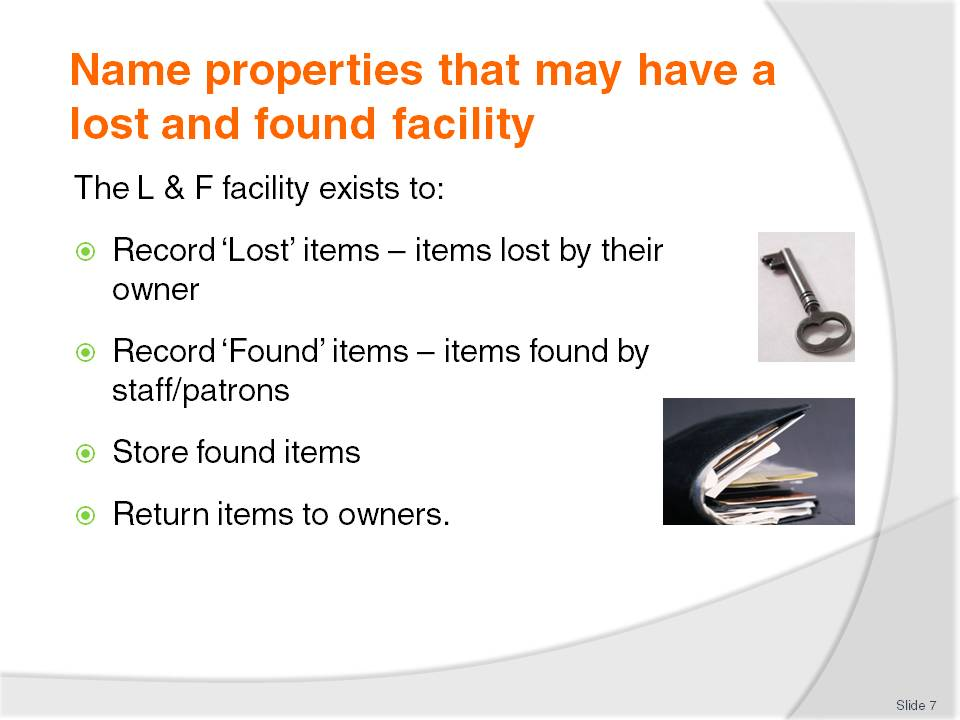 Name properties that may have a
lost and found facility
The L & F facility exists to:
Record ‘Lost’ items – items lost by their
owner
Record ‘Found’ items – items found by
staff/patrons
Store found items
Return items to owners.
Slide 7